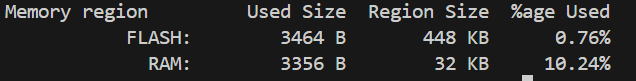 Memory region Used Size Region Size %age Used
FLASH: 3464 B 448 KB 0.76%
RAM: 3356 B 32 KB 10.24%